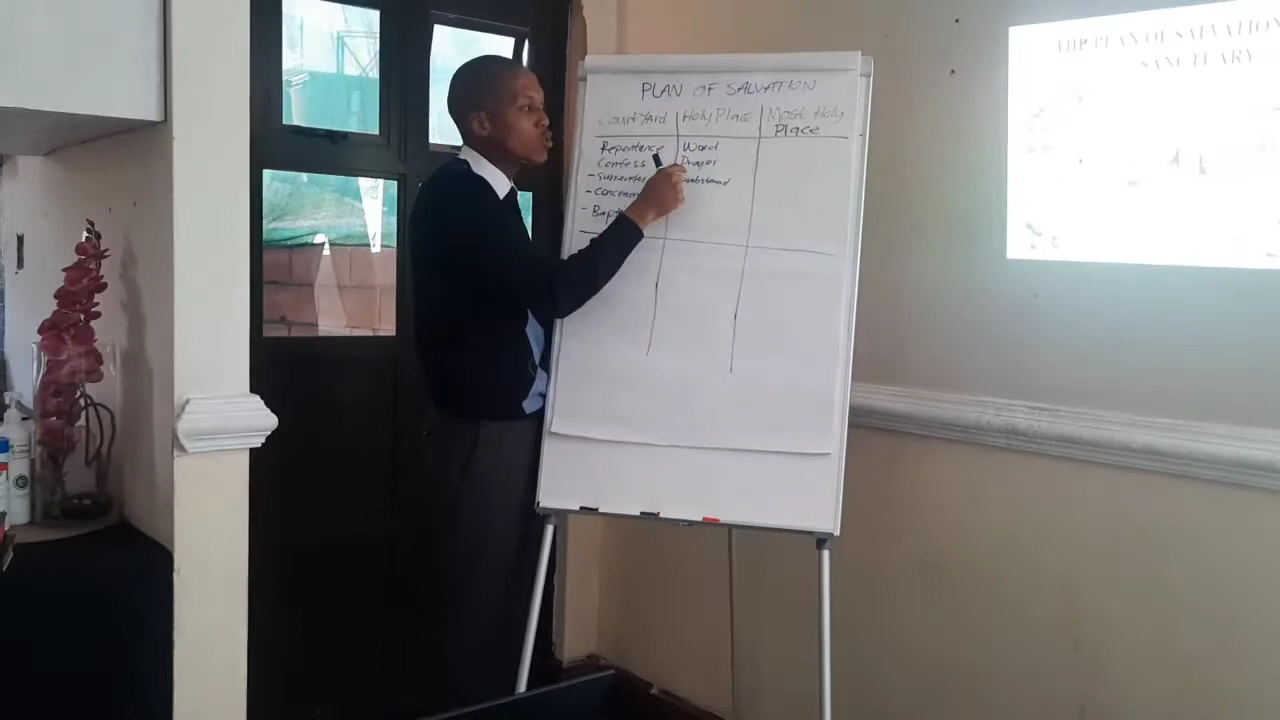 PLAN OF SALVATION
CourtYard Holy Place Most Holy Place
Repentance
Confess
- Surrender
- Bapt
Word
Prayer
THE PLAN OF SALVATION
SANCTUARY